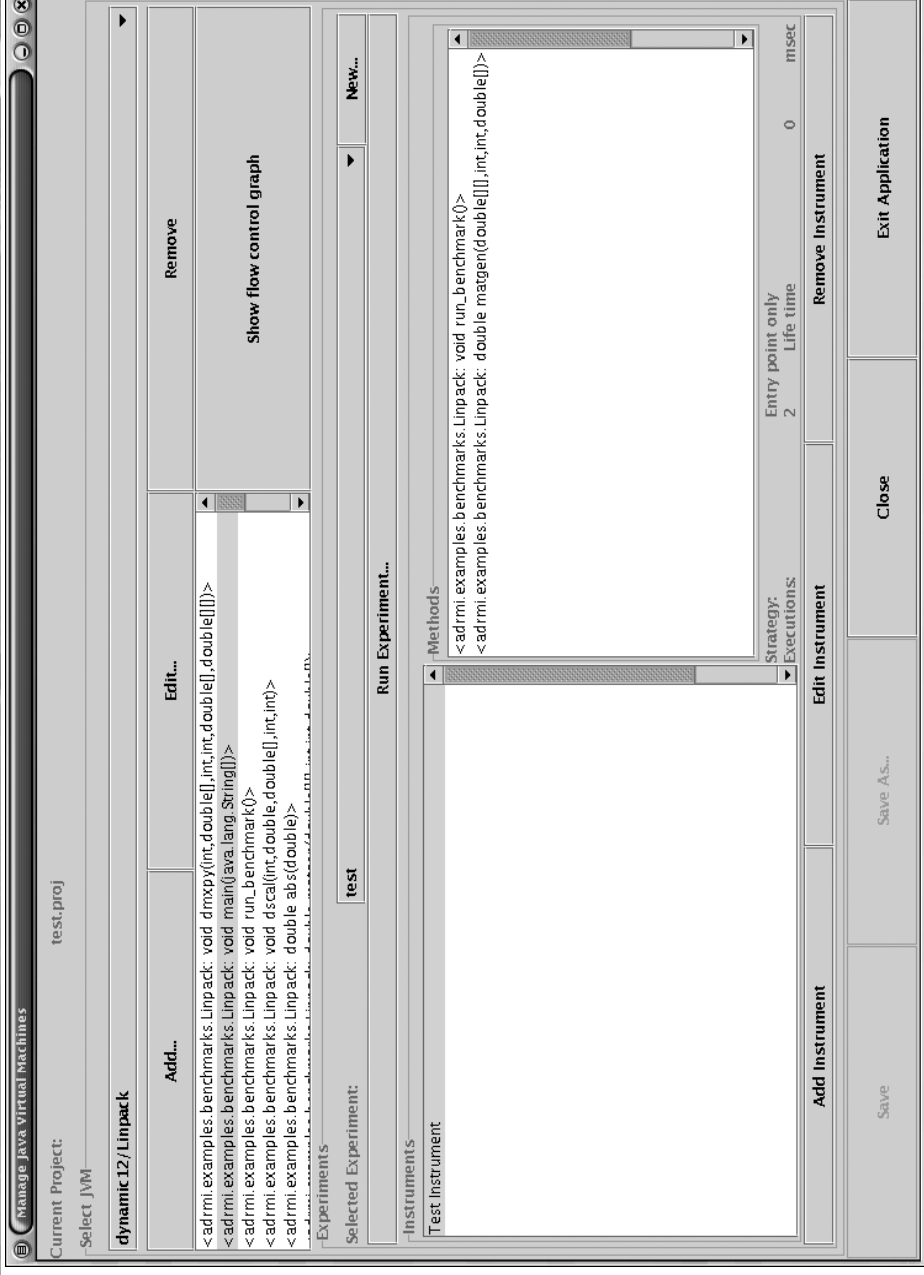 Manage Java Virtual Machines
Current Project: test.proj
Select JVM
dynamic12/Linpack
Add... Edit... Remove
<adrmi.examples.benchmarks.Linpack: void dmxpy(int,double[],int,int,double[],double[][])>
<adrmi.examples.benchmarks.Linpack: void main(java.lang.String[])>
<adrmi.examples.benchmarks.Linpack: void run_benchmark()>
<adrmi.examples.benchmarks.Linpack: void dscal(int,double,double[],int,int)>
<adrmi.examples.benchmarks.Linpack: double abs(double)>
Show flow control graph
Experiments
Selected Experiment: test New...
Run Experiment...
Instruments
Test Instrument
Methods
<adrmi.examples.benchmarks.Linpack: void run_benchmark()>
<adrmi.examples.benchmarks.Linpack: double matgen(double[][],int,int,double[])>
Strategy: Entry point only
Executions: 2 Life time 0 msec
Add Instrument Edit Instrument Remove Instrument
Save Save As... Close Exit Application